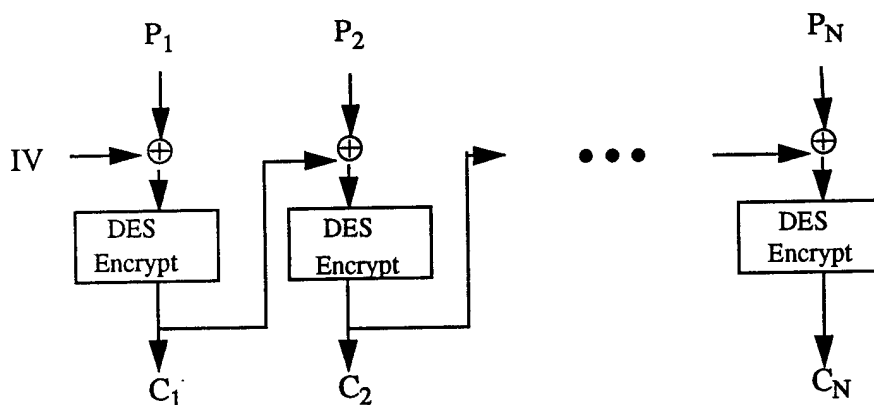 P1 P2 PN
IV
DES Encrypt
DES Encrypt
DES Encrypt
C1 C2 CN